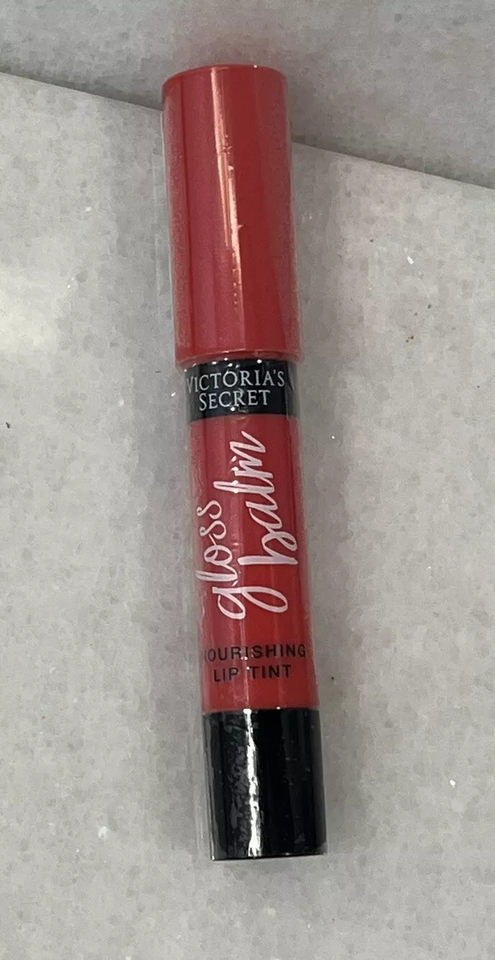 VICTORIA'S
SECRET
gloss
balm
NOURISHING
LIP TINT